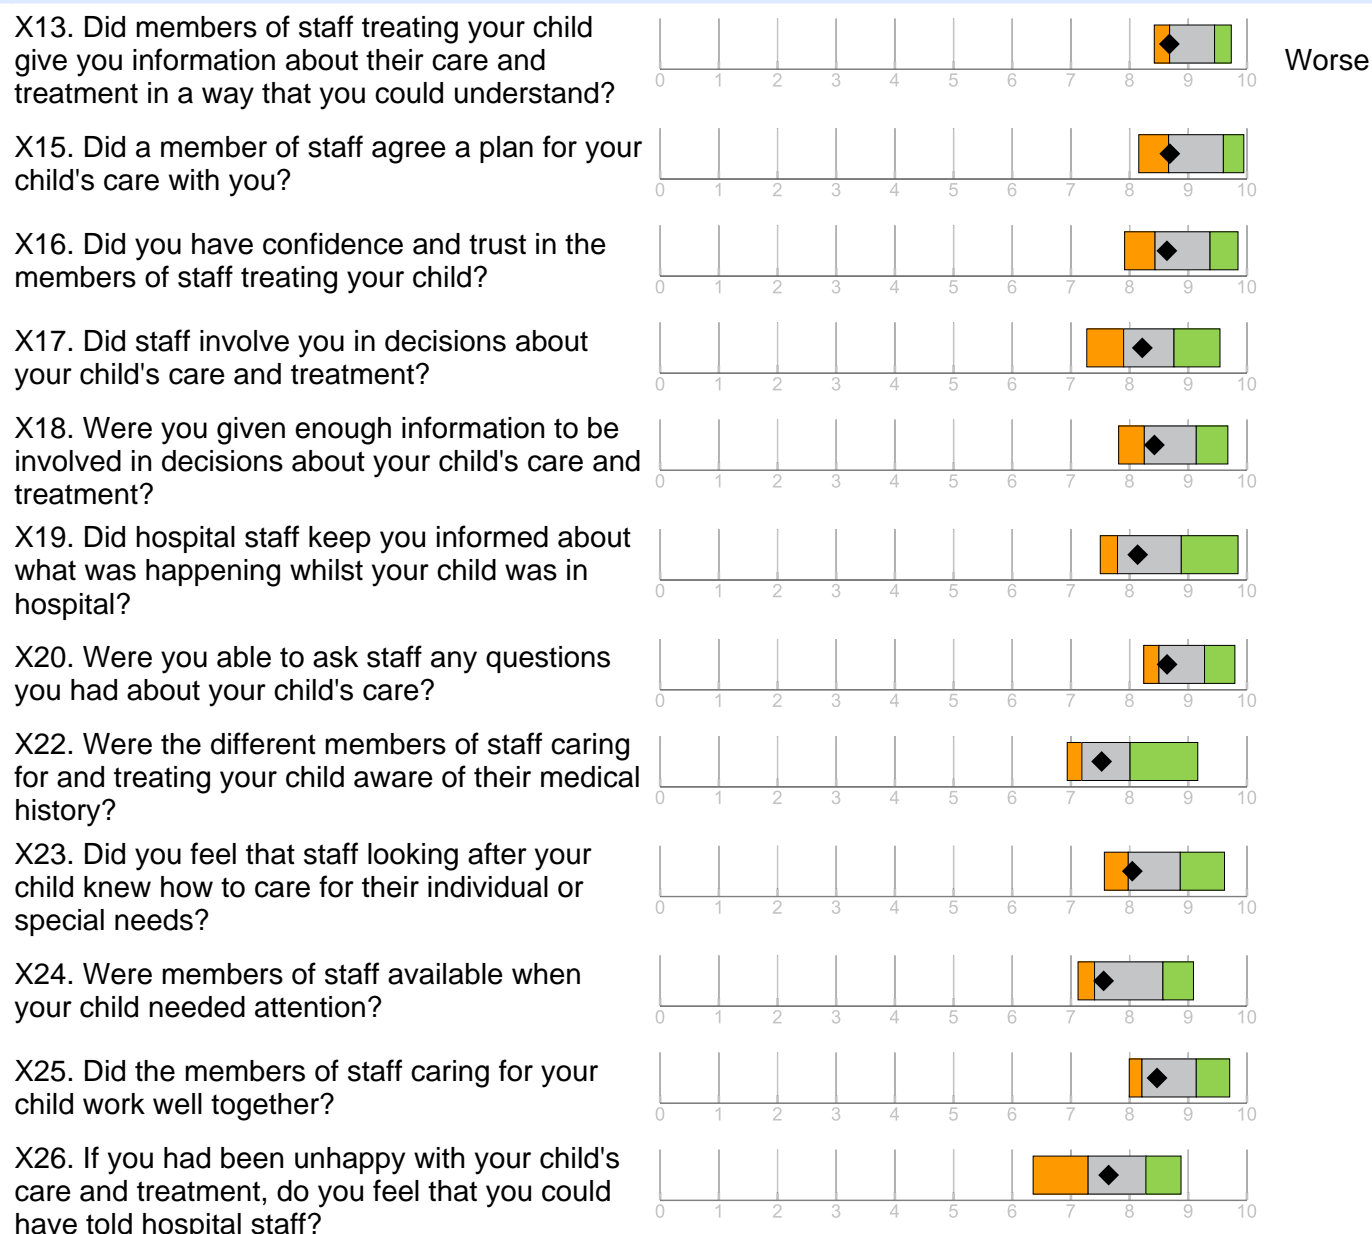 X13. Did members of staff treating your child
give you information about their care and
treatment in a way that you could understand?
0 1 2 3 4 5 6 7 8 9 10
Worse
X15. Did a member of staff agree a plan for your
child's care with you?
0 1 2 3 4 5 6 7 8 9 10
X16. Did you have confidence and trust in the
members of staff treating your child?
0 1 2 3 4 5 6 7 8 9 10
X17. Did staff involve you in decisions about
your child's care and treatment?
0 1 2 3 4 5 6 7 8 9 10
X18. Were you given enough information to be
involved in decisions about your child's care and
treatment?
0 1 2 3 4 5 6 7 8 9 10
X19. Did hospital staff keep you informed about
what was happening whilst your child was in
hospital?
0 1 2 3 4 5 6 7 8 9 10
X20. Were you able to ask staff any questions
you had about your child's care?
0 1 2 3 4 5 6 7 8 9 10
X22. Were the different members of staff caring
for and treating your child aware of their medical
history?
0 1 2 3 4 5 6 7 8 9 10
X23. Did you feel that staff looking after your
child knew how to care for their individual or
special needs?
0 1 2 3 4 5 6 7 8 9 10
X24. Were members of staff available when
your child needed attention?
0 1 2 3 4 5 6 7 8 9 10
X25. Did the members of staff caring for your
child work well together?
0 1 2 3 4 5 6 7 8 9 10
X26. If you had been unhappy with your child's
care and treatment, do you feel that you could
have told hospital staff?
0 1 2 3 4 5 6 7 8 9 10